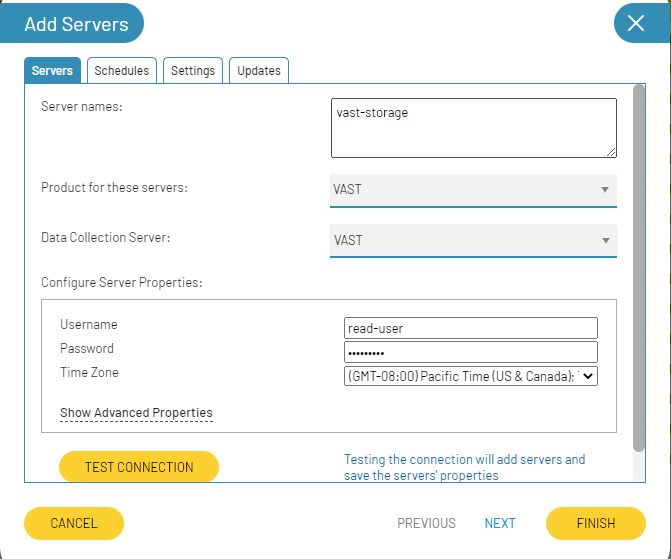 Add Servers
Servers
Schedules
Settings
Updates
Server names:
vast-storage
Product for these servers:
VAST
Data Collection Server:
VAST
Configure Server Properties:
Username
read-user
Password
•••••••••
Time Zone
(GMT-08:00) Pacific Time (US & Canada);
Show Advanced Properties
TEST CONNECTION
Testing the connection will add servers and
save the servers' properties
CANCEL
PREVIOUS
NEXT
FINISH